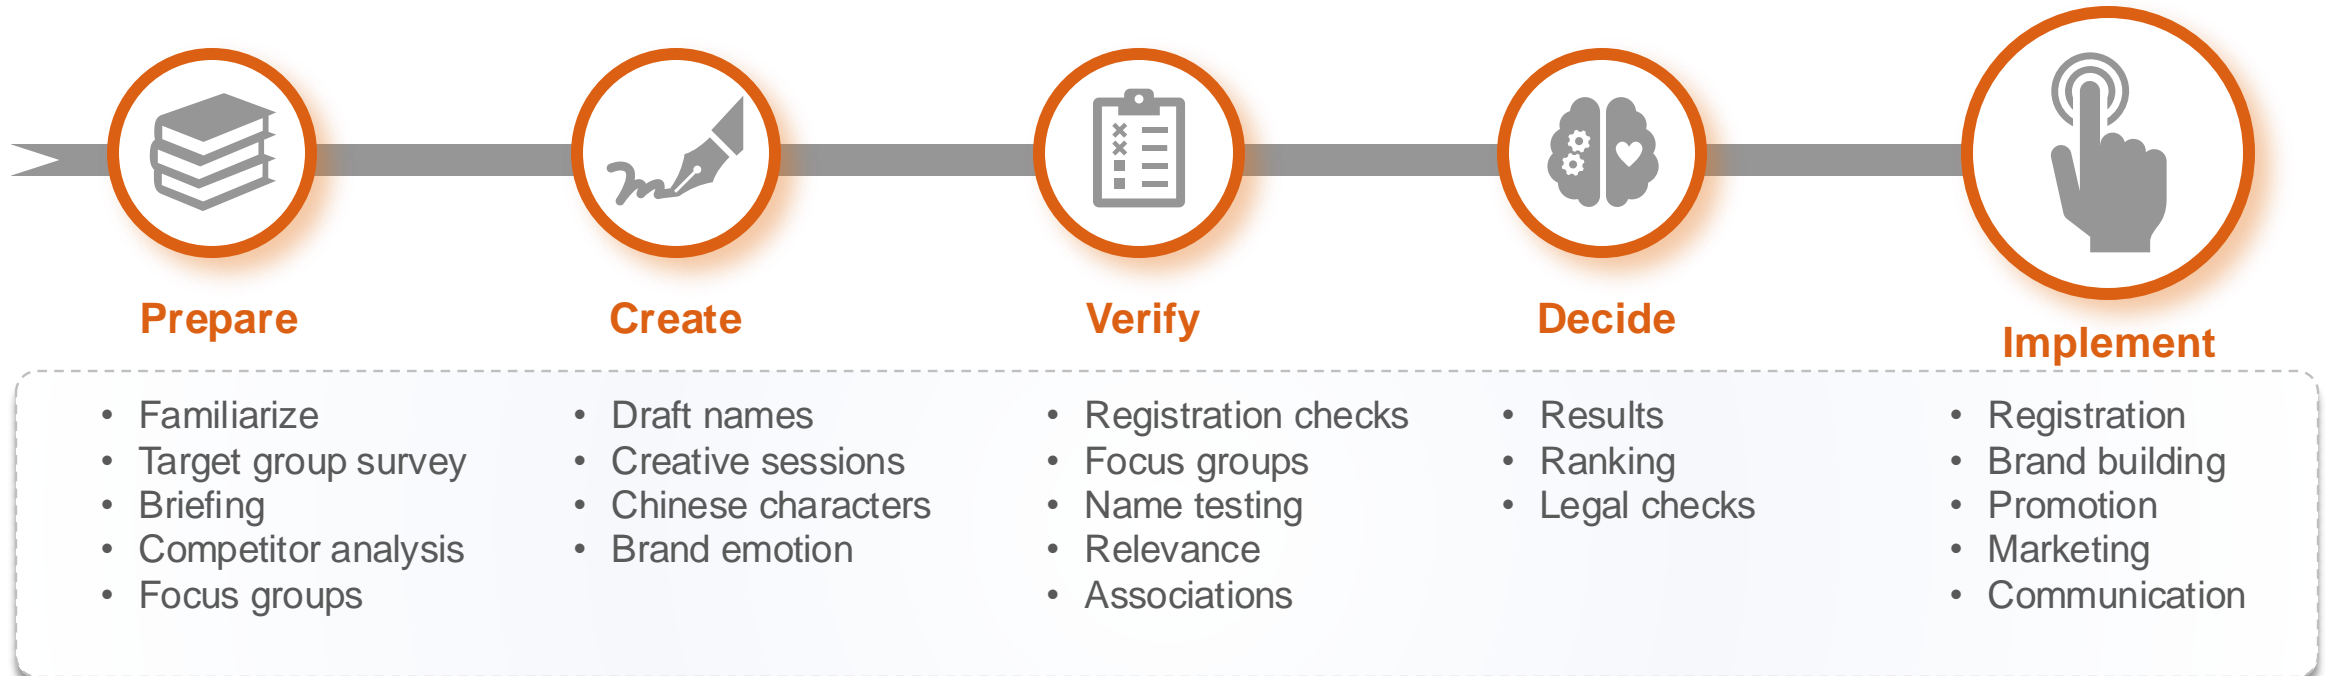 Prepare
Create
Verify
Decide
Implement
• Familiarize
• Target group survey
• Briefing
• Competitor analysis
• Focus groups
• Draft names
• Creative sessions
• Chinese characters
• Brand emotion
• Registration checks
• Focus groups
• Name testing
• Relevance
• Associations
• Results
• Ranking
• Legal checks
• Registration
• Brand building
• Promotion
• Marketing
• Communication